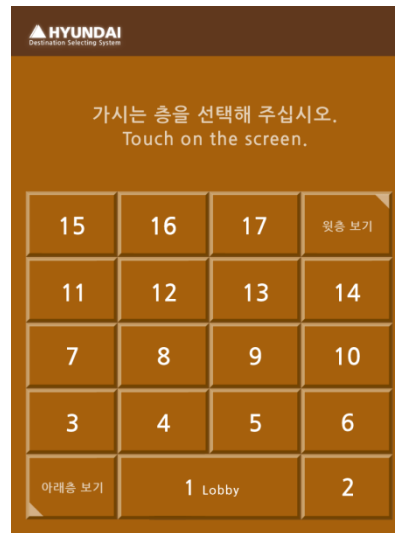 HYUNDAI
Destination Selecting System
가시는 층을 선택해 주십시오.
Touch on the screen.
15 16 17 윗층 보기
11 12 13 14
7 8 9 10
3 4 5 6
아래층 보기 1 Lobby 2